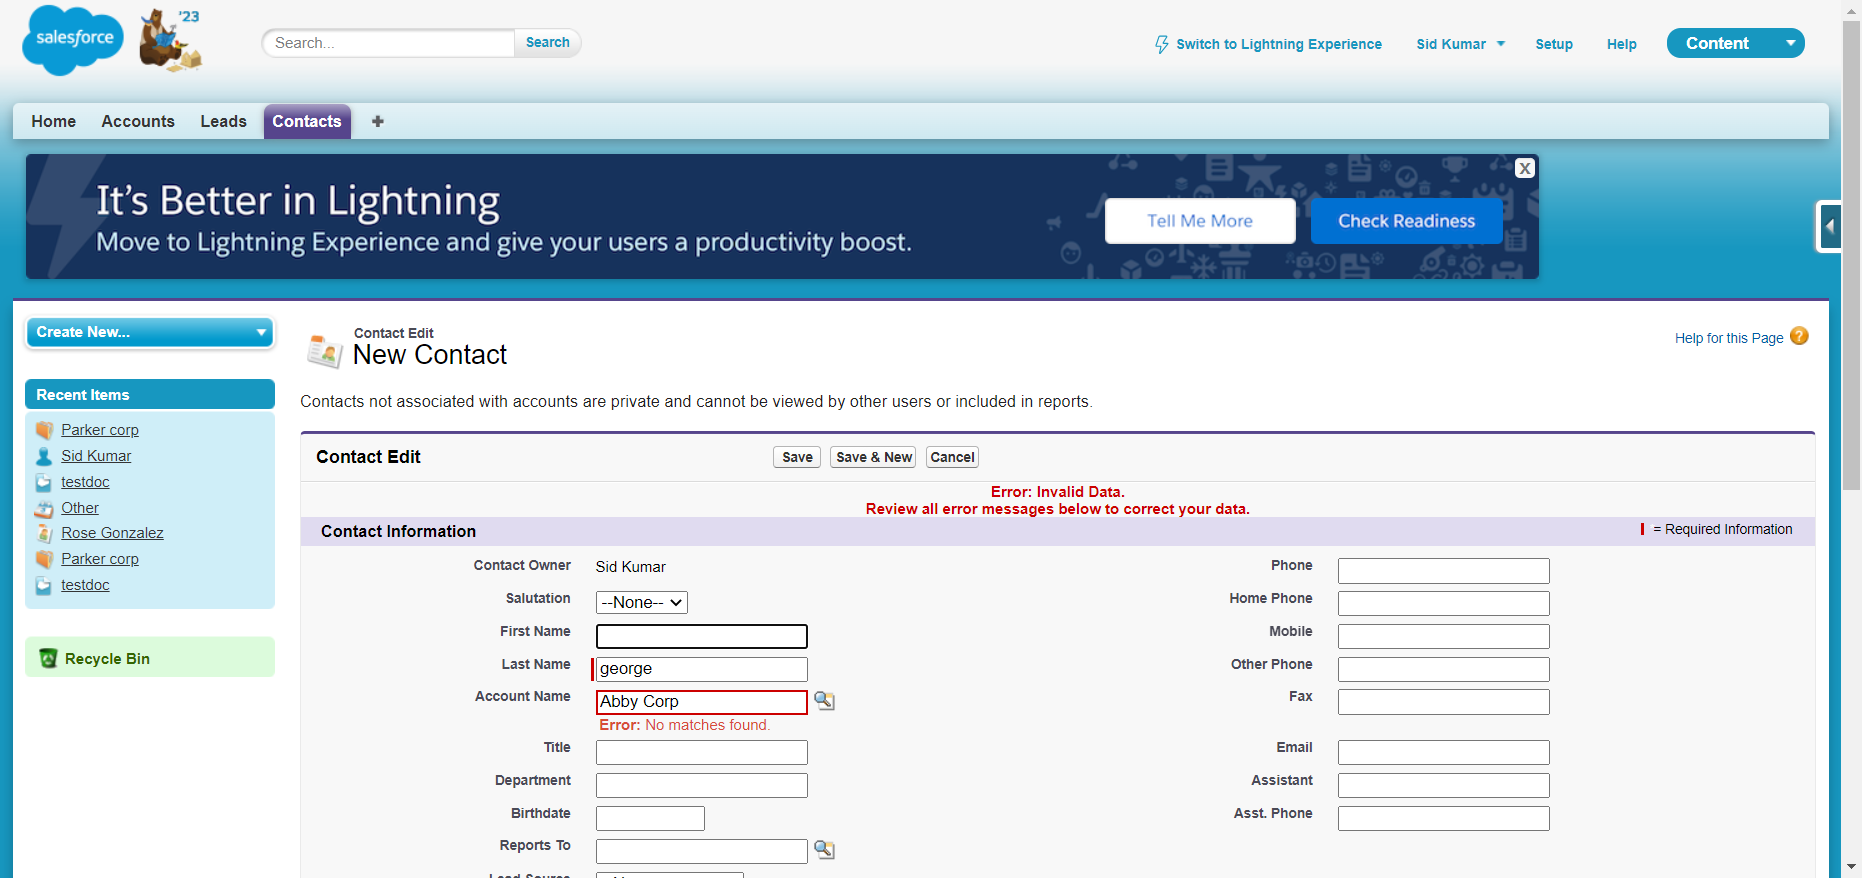 salesforce
'23
Search...
Search
Switch to Lightning Experience
Sid Kumar
Setup
Help
Content
Home
Accounts
Leads
Contacts
It's Better in Lightning
Move to Lightning Experience and give your users a productivity boost.
Tell Me More
Check Readiness
X
Create New...
Recent Items
Parker corp
Sid Kumar
testdoc
Other
Rose Gonzalez
Parker corp
testdoc
Recycle Bin
Contact Edit
New Contact
Help for this Page ?
Contacts not associated with accounts are private and cannot be viewed by other users or included in reports.
Contact Edit
Save
Save & New
Cancel
Error: Invalid Data.
Review all error messages below to correct your data.
Contact Information
= Required Information
Contact Owner Sid Kumar
Phone
Salutation --None--
Home Phone
First Name
Mobile
Last Name george
Other Phone
Account Name Abby Corp
Fax
Error: No matches found.
Title
Email
Department
Assistant
Birthdate
Asst. Phone
Reports To